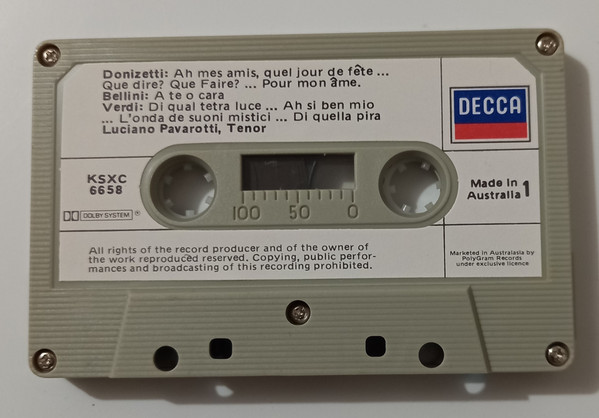 Donizetti: Ah mes amis, quel jour de fête ...
Que dire? Que Faire? ... Pour mon âme.
Bellini: A te o cara
Verdi: Di qual tetra luce ... Ah si ben mio
... L'onda de suoni mistici ... Di quella pira
Luciano Pavarotti, Tenor
DECCA
KSXC
6658
DOLBY SYSTEM ®
100 50 0
Made in
Australia 1
All rights of the record producer and of the owner of
the work reproduced reserved. Copying, public perfor-
mances and broadcasting of this recording prohibited.
Marketed in Australasia by
PolyGram Records
under exclusive licence